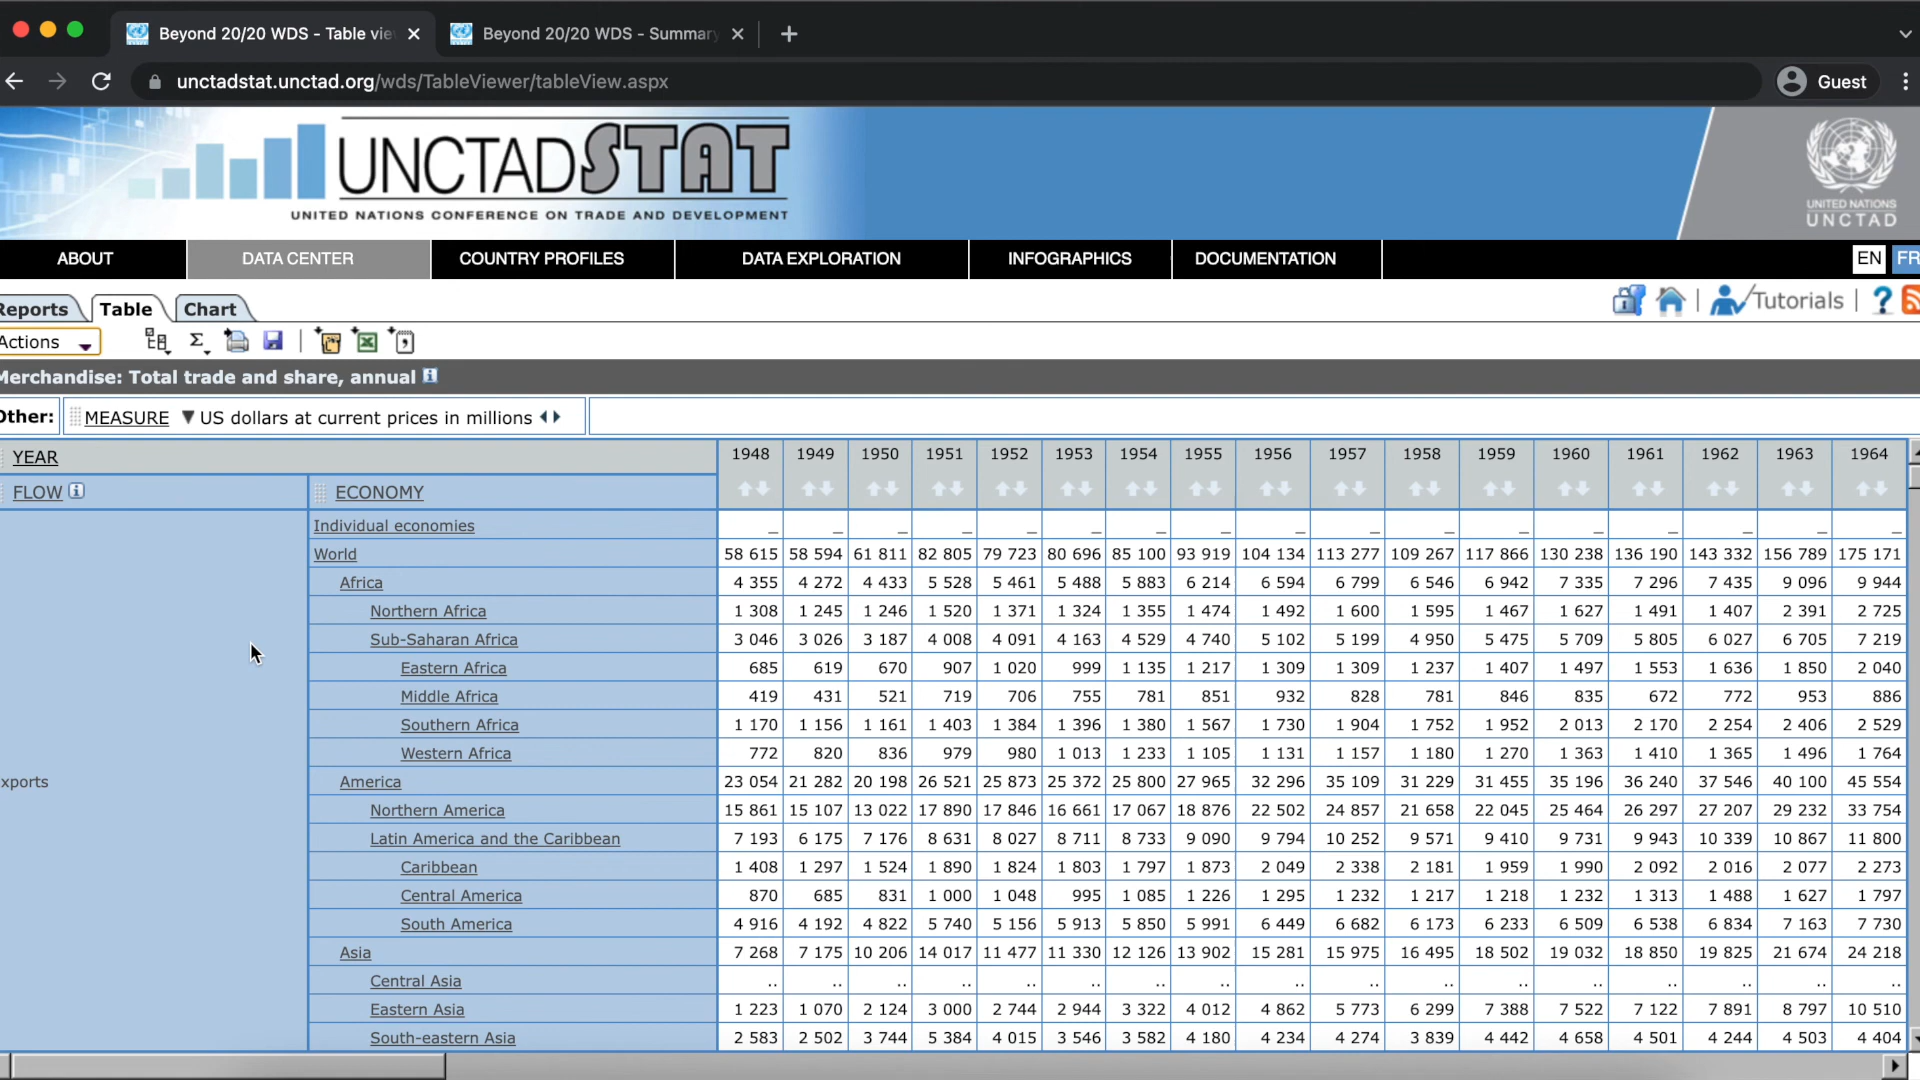 Beyond 20/20 WDS - Table vie
Beyond 20/20 WDS - Summary
unctadstat.unctad.org/wds/TableViewer/tableView.aspx
Guest
UNCTADSTAT
UNITED NATIONS CONFERENCE ON TRADE AND DEVELOPMENT
UNITED NATIONS
UNCTAD
ABOUT DATA CENTER COUNTRY PROFILES DATA EXPLORATION INFOGRAPHICS DOCUMENTATION EN FR
Reports Table Chart Tutorials
Actions
Merchandise: Total trade and share, annual
Other: MEASURE US dollars at current prices in millions
YEAR 1948 1949 1950 1951 1952 1953 1954 1955 1956 1957 1958 1959 1960 1961 1962 1963 1964
FLOW ECONOMY
Individual economies _ _ _ _ _ _ _ _ _ _ _ _ _ _ _ _ _
World 58 615 58 594 61 811 82 805 79 723 80 696 85 100 93 919 104 134 113 277 109 267 117 866 130 238 136 190 143 332 156 789 175 171
Africa 4 355 4 272 4 433 5 528 5 461 5 488 5 883 6 214 6 594 6 799 6 546 6 942 7 335 7 296 7 435 9 096 9 944
Northern Africa 1 308 1 245 1 246 1 520 1 371 1 324 1 355 1 474 1 492 1 600 1 595 1 467 1 627 1 491 1 407 2 391 2 725
Sub-Saharan Africa 3 046 3 026 3 187 4 008 4 091 4 163 4 529 4 740 5 102 5 199 4 950 5 475 5 709 5 805 6 027 6 705 7 219
Eastern Africa 685 619 670 907 1 020 999 1 135 1 217 1 309 1 309 1 237 1 407 1 497 1 553 1 636 1 850 2 040
Middle Africa 419 431 521 719 706 755 781 851 932 828 781 846 835 672 772 953 886
Southern Africa 1 170 1 156 1 161 1 403 1 384 1 396 1 380 1 567 1 730 1 904 1 752 1 952 2 013 2 170 2 254 2 406 2 529
Western Africa 772 820 836 979 980 1 013 1 233 1 105 1 131 1 157 1 180 1 270 1 363 1 410 1 365 1 496 1 764
xports America 23 054 21 282 20 198 26 521 25 873 25 372 25 800 27 965 32 296 35 109 31 229 31 455 35 196 36 240 37 546 40 100 45 554
Northern America 15 861 15 107 13 022 17 890 17 846 16 661 17 067 18 876 22 502 24 857 21 658 22 045 25 464 26 297 27 207 29 232 33 754
Latin America and the Caribbean 7 193 6 175 7 176 8 631 8 027 8 711 8 733 9 090 9 794 10 252 9 571 9 410 9 731 9 943 10 339 10 867 11 800
Caribbean 1 408 1 297 1 524 1 890 1 824 1 803 1 797 1 873 2 049 2 338 2 181 1 959 1 990 2 092 2 016 2 077 2 273
Central America 870 685 831 1 000 1 048 995 1 085 1 226 1 295 1 232 1 217 1 218 1 232 1 313 1 488 1 627 1 797
South America 4 916 4 192 4 822 5 740 5 156 5 913 5 850 5 991 6 449 6 682 6 173 6 233 6 509 6 538 6 834 7 163 7 730
Asia 7 268 7 175 10 206 14 017 11 477 11 330 12 126 13 902 15 281 15 975 16 495 18 502 19 032 18 850 19 825 21 674 24 218
Central Asia .. .. .. .. .. .. .. .. .. .. .. .. .. .. .. .. ..
Eastern Asia 1 223 1 070 2 124 3 000 2 744 2 944 3 322 4 012 4 862 5 773 6 299 7 388 7 522 7 122 7 891 8 797 10 510
South-eastern Asia 2 583 2 502 3 744 5 384 4 015 3 546 3 582 4 180 4 234 4 274 3 839 4 442 4 658 4 501 4 244 4 503 4 404